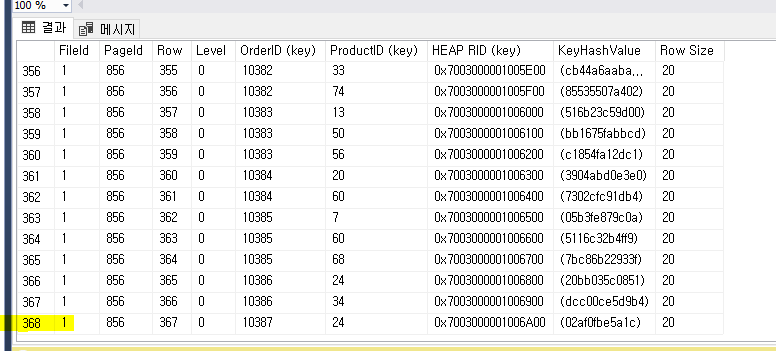 100 %
결과 메시지
FileId PageId Row Level OrderID (key) ProductID (key) HEAP RID (key) KeyHashValue Row Size
356 1 856 355 0 10382 33 0x7003000001005E00 (cb44a6aaba... 20
357 1 856 356 0 10382 74 0x7003000001005F00 (85535507a402) 20
358 1 856 357 0 10383 13 0x7003000001006000 (516b23c59d00) 20
359 1 856 358 0 10383 50 0x7003000001006100 (bb1675fabbcd) 20
360 1 856 359 0 10383 56 0x7003000001006200 (c1854fa12dc1) 20
361 1 856 360 0 10384 20 0x7003000001006300 (3904abd0e3e0) 20
362 1 856 361 0 10384 60 0x7003000001006400 (7302cfc91db4) 20
363 1 856 362 0 10385 7 0x7003000001006500 (05b3fe879c0a) 20
364 1 856 363 0 10385 60 0x7003000001006600 (5116c32b4ff9) 20
365 1 856 364 0 10385 68 0x7003000001006700 (7bc86b22933f) 20
366 1 856 365 0 10386 24 0x7003000001006800 (20bb035c0851) 20
367 1 856 366 0 10386 34 0x7003000001006900 (dcc00ce5d9b4) 20
368 1 856 367 0 10387 24 0x7003000001006A00 (02af0fbe5a1c) 20